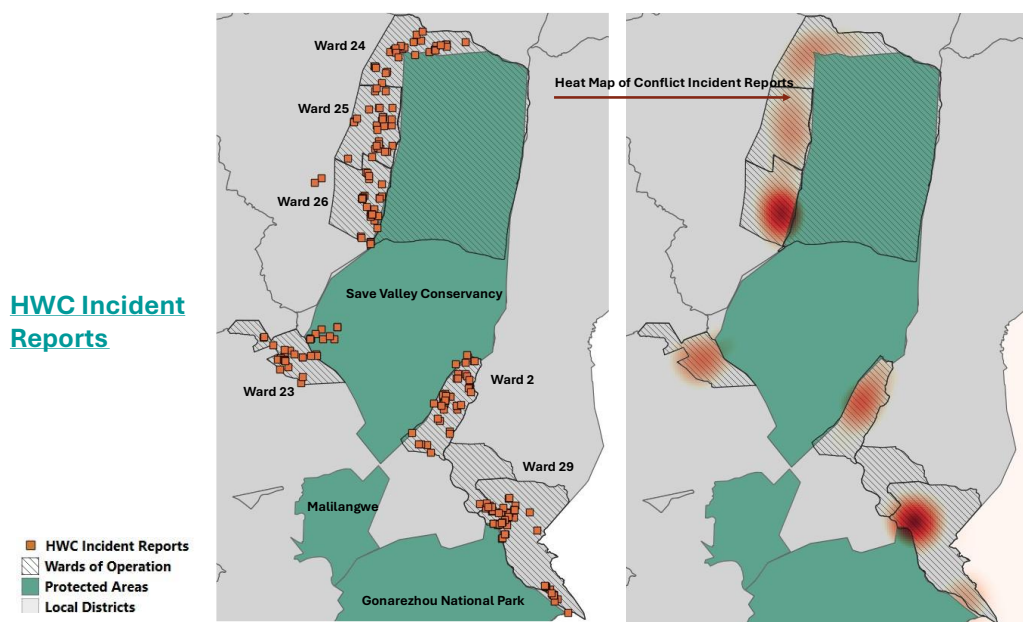 HWC Incident
Reports
Ward 24
Heat Map of Conflict Incident Reports
Ward 25
Ward 26
Save Valley Conservancy
Ward 23
Ward 2
Ward 29
Malilangwe
Gonarezhou National Park
HWC Incident Reports
Wards of Operation
Protected Areas
Local Districts